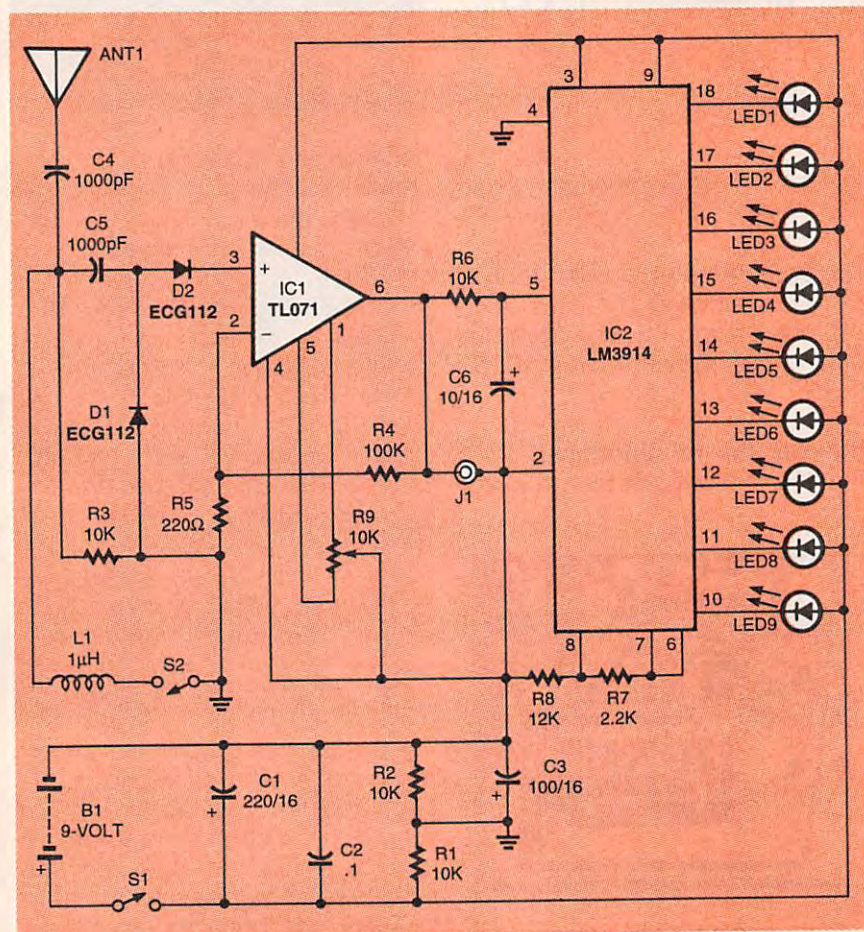 ANT1
C4
1000pF
C5
1000pF
D2
ECG112
D1
ECG112
R3
10K
R5
220Ω
L1
1μH
S2
3
2
+
−
IC1
TL071
6
1
5
4
R6
10K
C6
10/16
+
R4
100K
J1
R9
10K
3
9
4
5
2
IC2
LM3914
8
7
6
R8
12K
R7
2.2K
18
LED1
17
LED2
16
LED3
15
LED4
14
LED5
13
LED6
12
LED7
11
LED8
10
LED9
B1
9-VOLT
+
S1
C1
220/16
+
C2
.1
R2
10K
R1
10K
C3
100/16
+